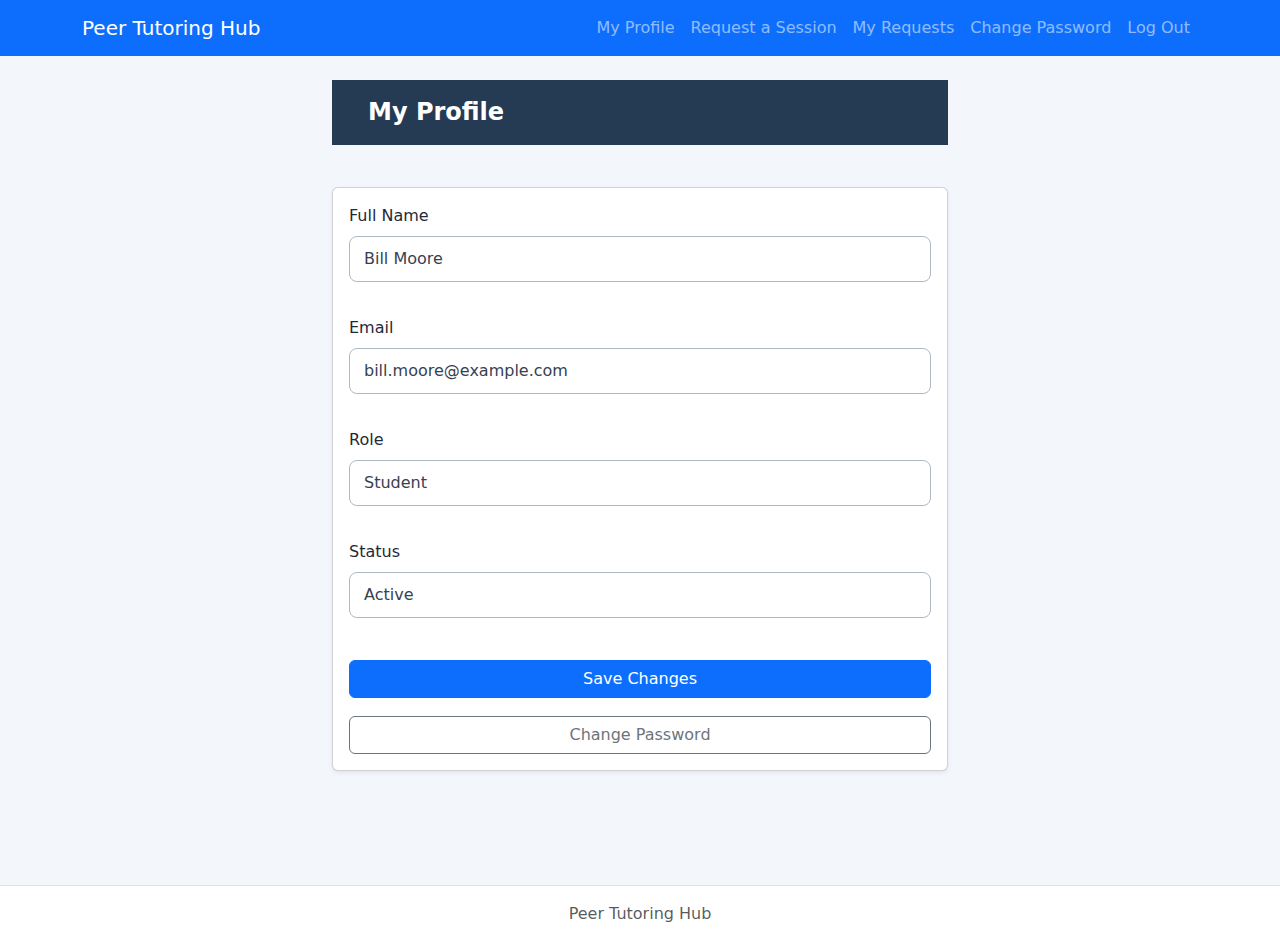 Peer Tutoring Hub
My Profile Request a Session My Requests Change Password Log Out
My Profile
Full Name
Bill Moore
Email
bill.moore@example.com
Role
Student
Status
Active
Save Changes
Change Password
Peer Tutoring Hub